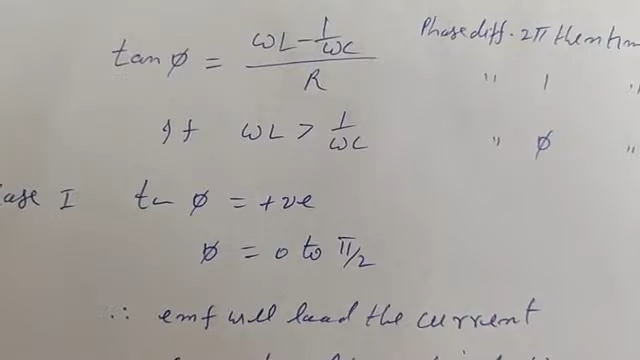 tan φ = (ωL - 1/ωC) / R
If ωL > 1/ωC
Case I tan φ = +ve
φ = 0 to π/2
∴ emf will lead the current
Phase diff. 2π then
" 1 "
" φ "